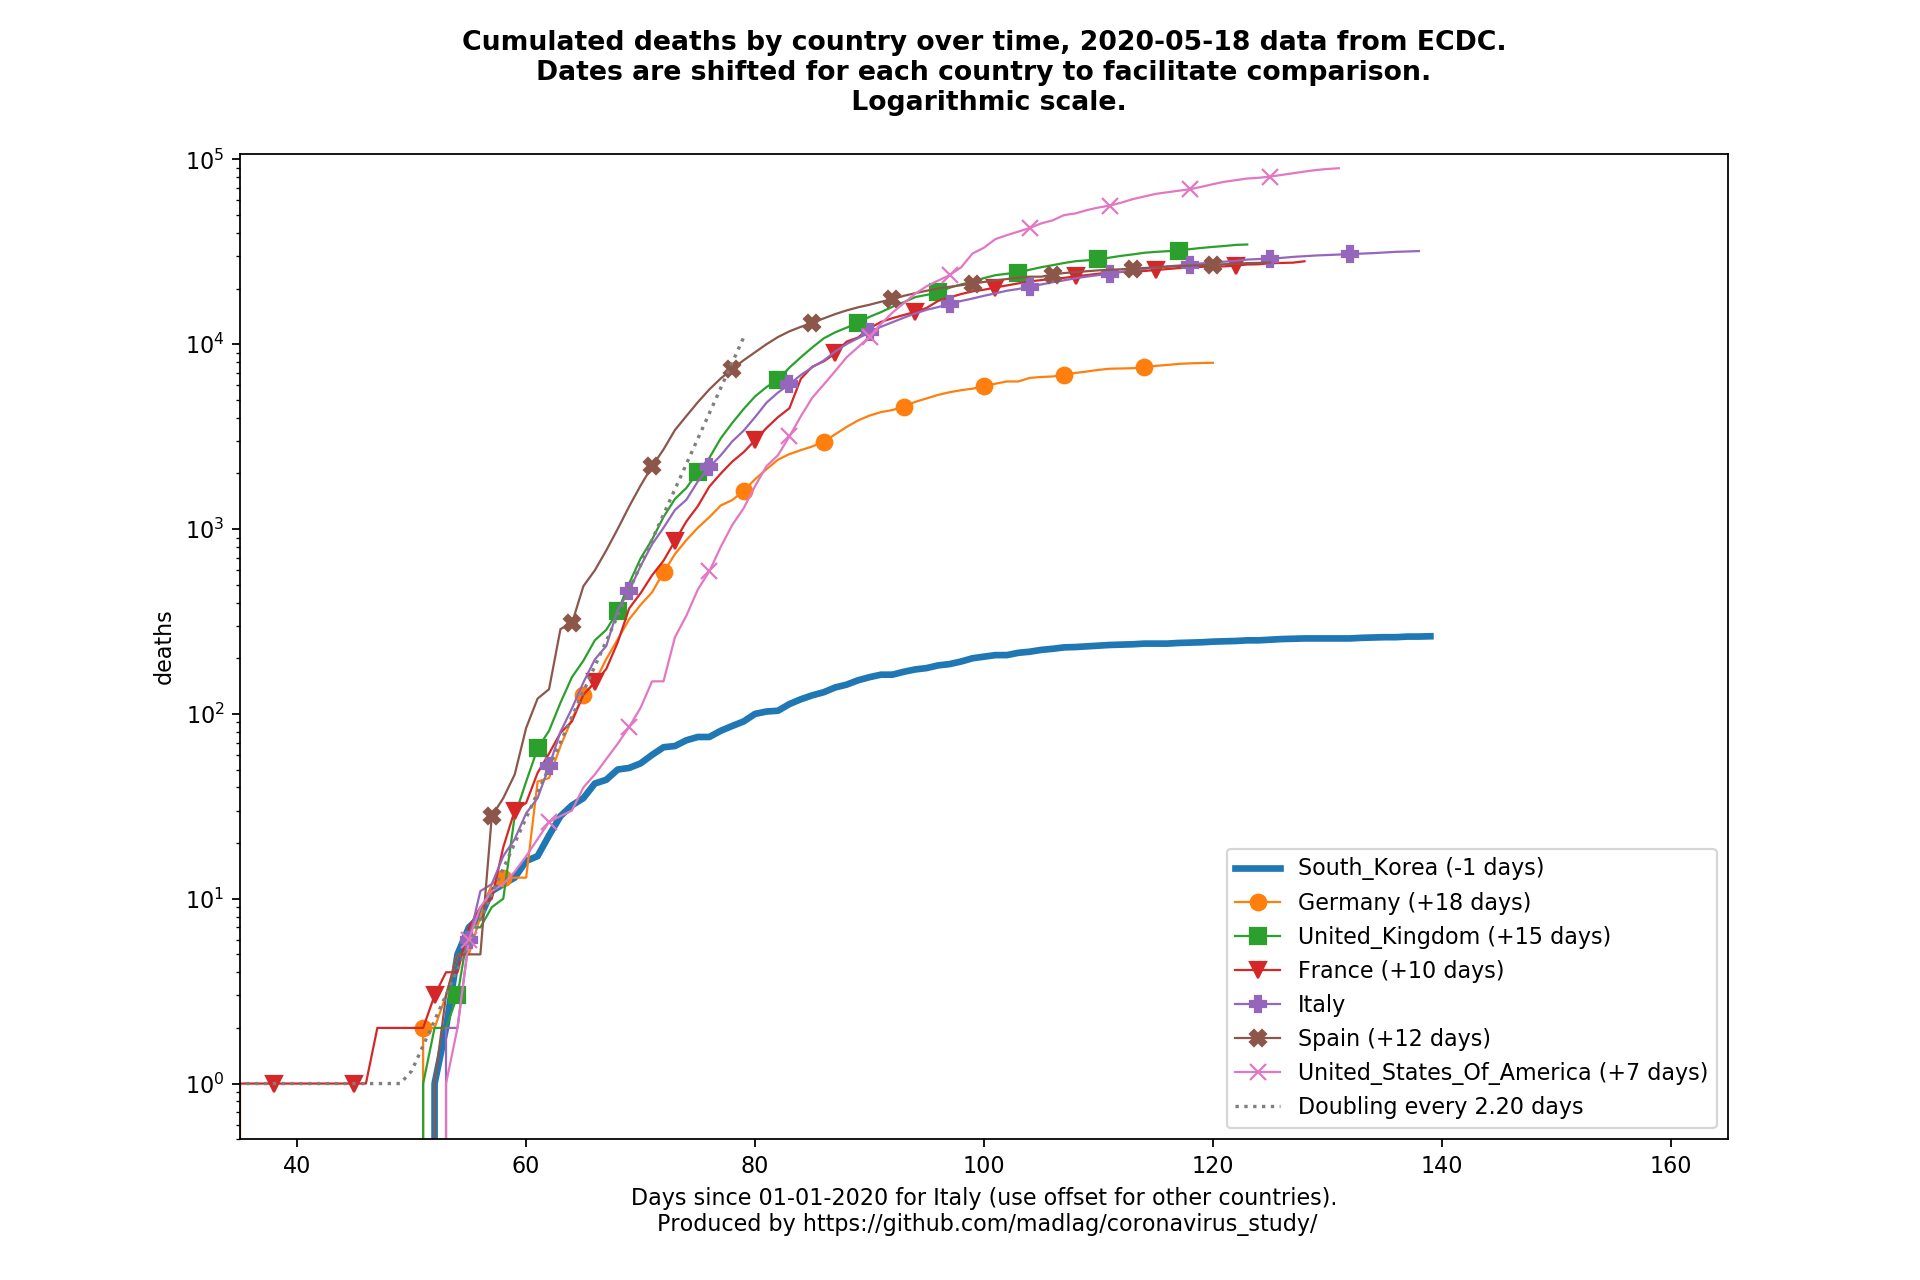 Cumulated deaths by country over time, 2020-05-18 data from ECDC.
Dates are shifted for each country to facilitate comparison.
Logarithmic scale.
10^5
10^4
10^3
10^2
10^1
10^0
deaths
South_Korea (-1 days)
Germany (+18 days)
United_Kingdom (+15 days)
France (+10 days)
Italy
Spain (+12 days)
United_States_Of_America (+7 days)
Doubling every 2.20 days
40 60 80 100 120 140 160
Days since 01-01-2020 for Italy (use offset for other countries).
Produced by https://github.com/madlag/coronavirus_study/